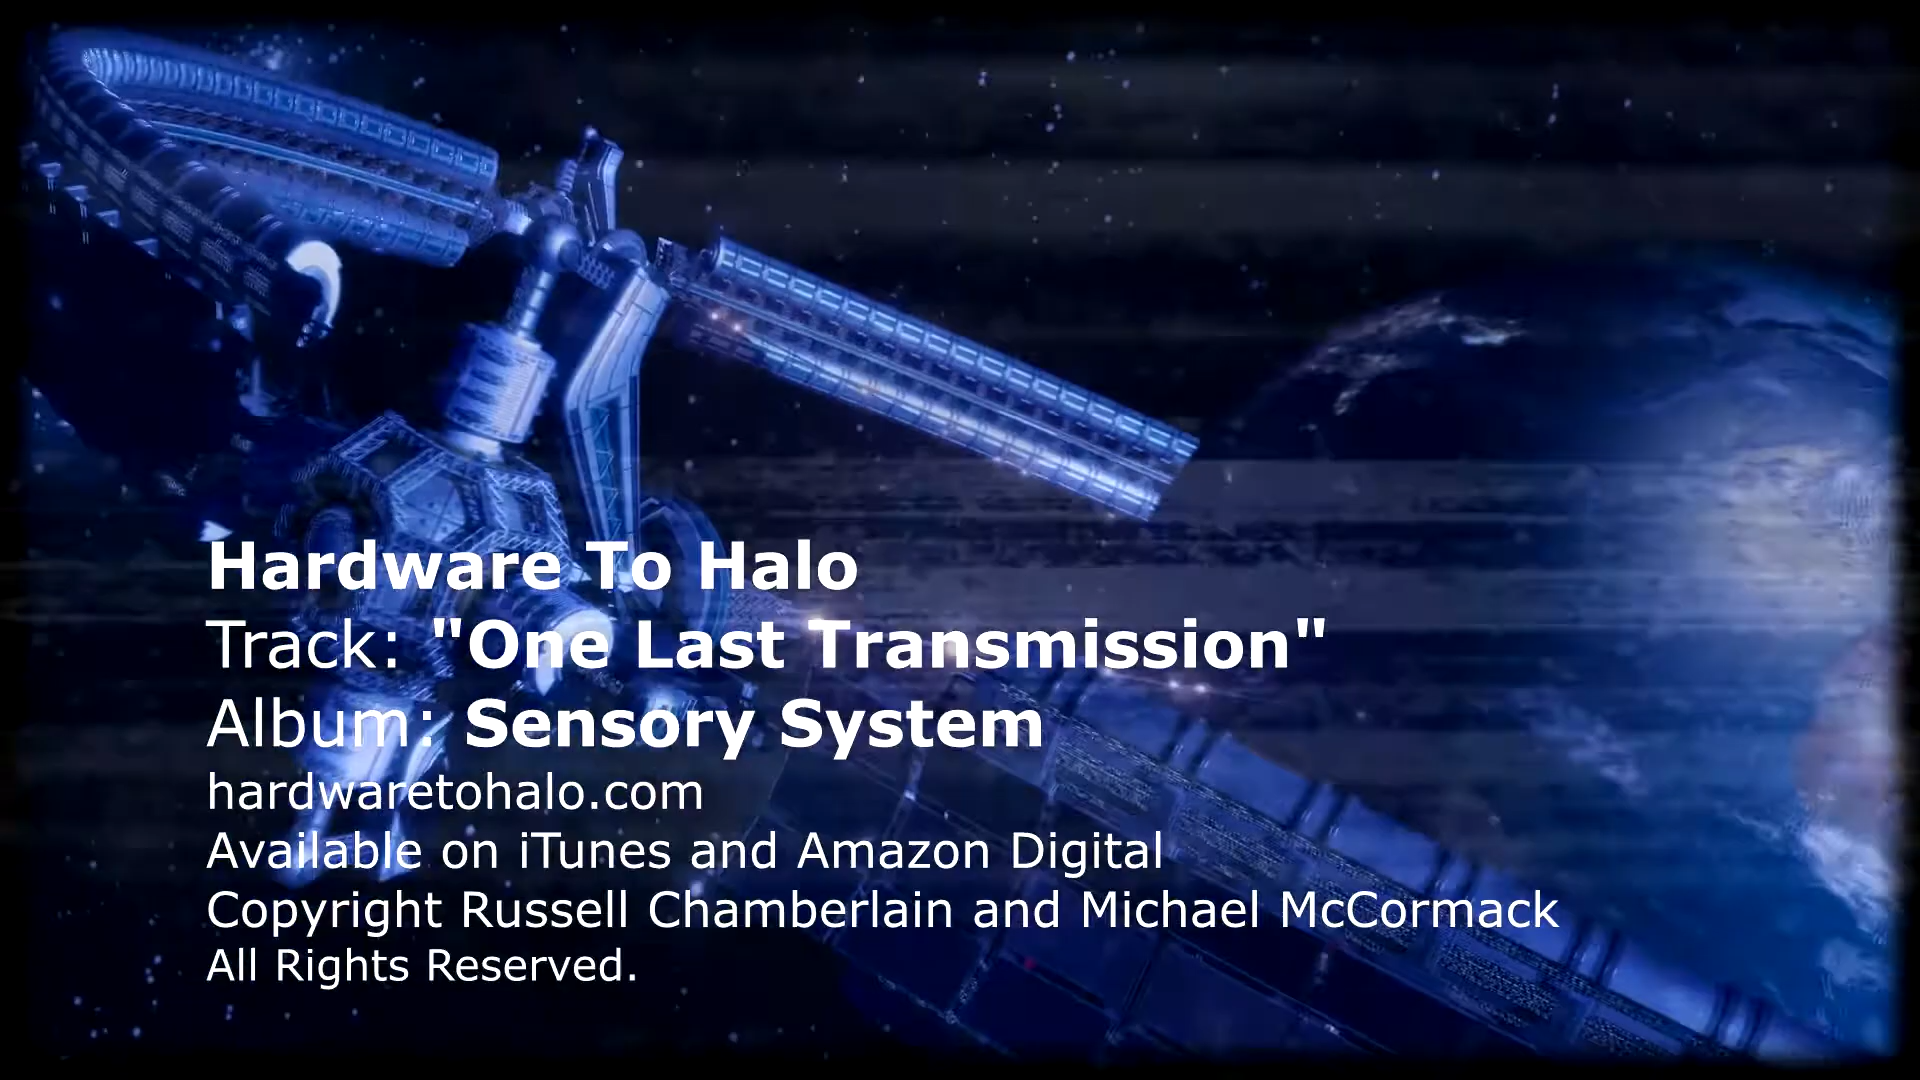 Hardware To Halo
Track: "One Last Transmission"
Album: Sensory System
hardwaretohalo.com
Available on iTunes and Amazon Digital
Copyright Russell Chamberlain and Michael McCormack
All Rights Reserved.